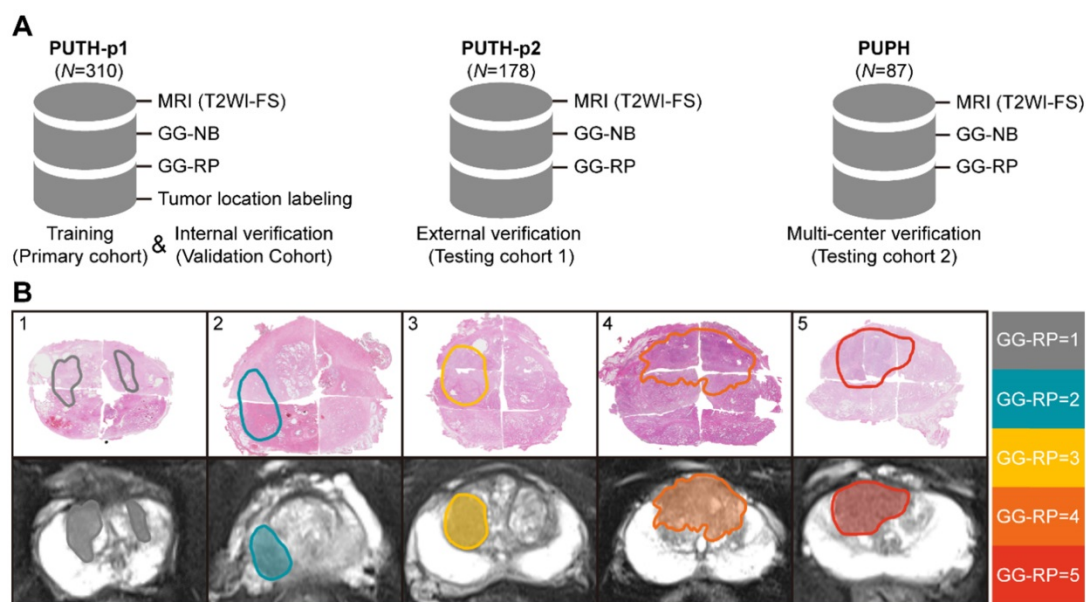 A
PUTH-p1
(N=310)
MRI (T2WI-FS)
GG-NB
GG-RP
Tumor location labeling
Training
(Primary cohort)
&
Internal verification
(Validation Cohort)
PUTH-p2
(N=178)
MRI (T2WI-FS)
GG-NB
GG-RP
External verification
(Testing cohort 1)
PUPH
(N=87)
MRI (T2WI-FS)
GG-NB
GG-RP
Multi-center verification
(Testing cohort 2)
B
1
2
3
4
5
GG-RP=1
GG-RP=2
GG-RP=3
GG-RP=4
GG-RP=5